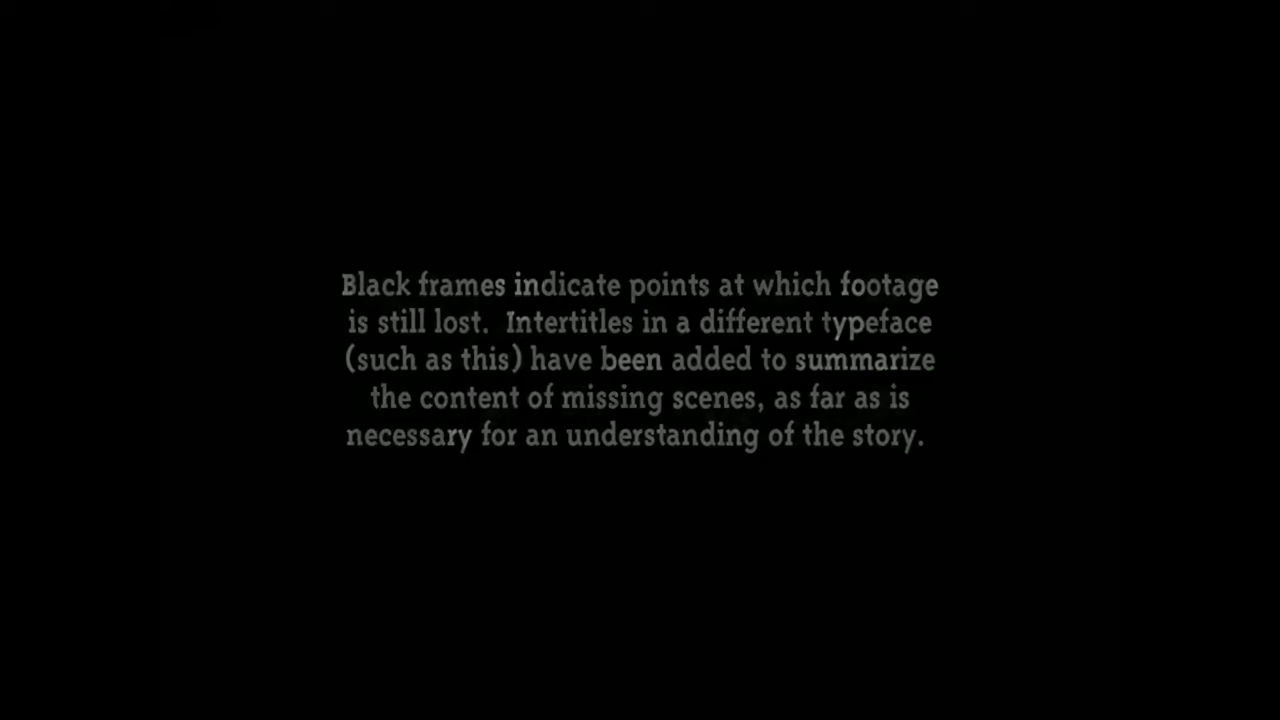 Black frames indicate points at which footage
is still lost.  Intertitles in a different typeface
(such as this) have been added to summarize
the content of missing scenes, as far as is
necessary for an understanding of the story.